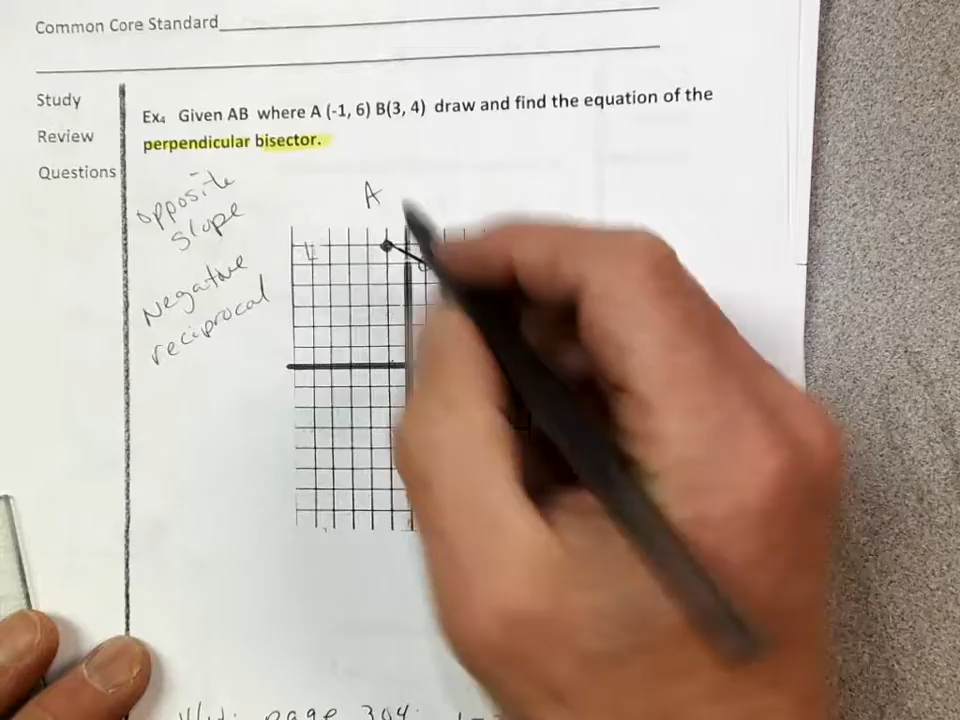 Common Core Standard
Study
Review
Questions
Ex4 Given AB where A (-1, 6) B(3, 4) draw and find the equation of the
perpendicular bisector.
opposite
slope
Negative
reciprocal
A
page 304: